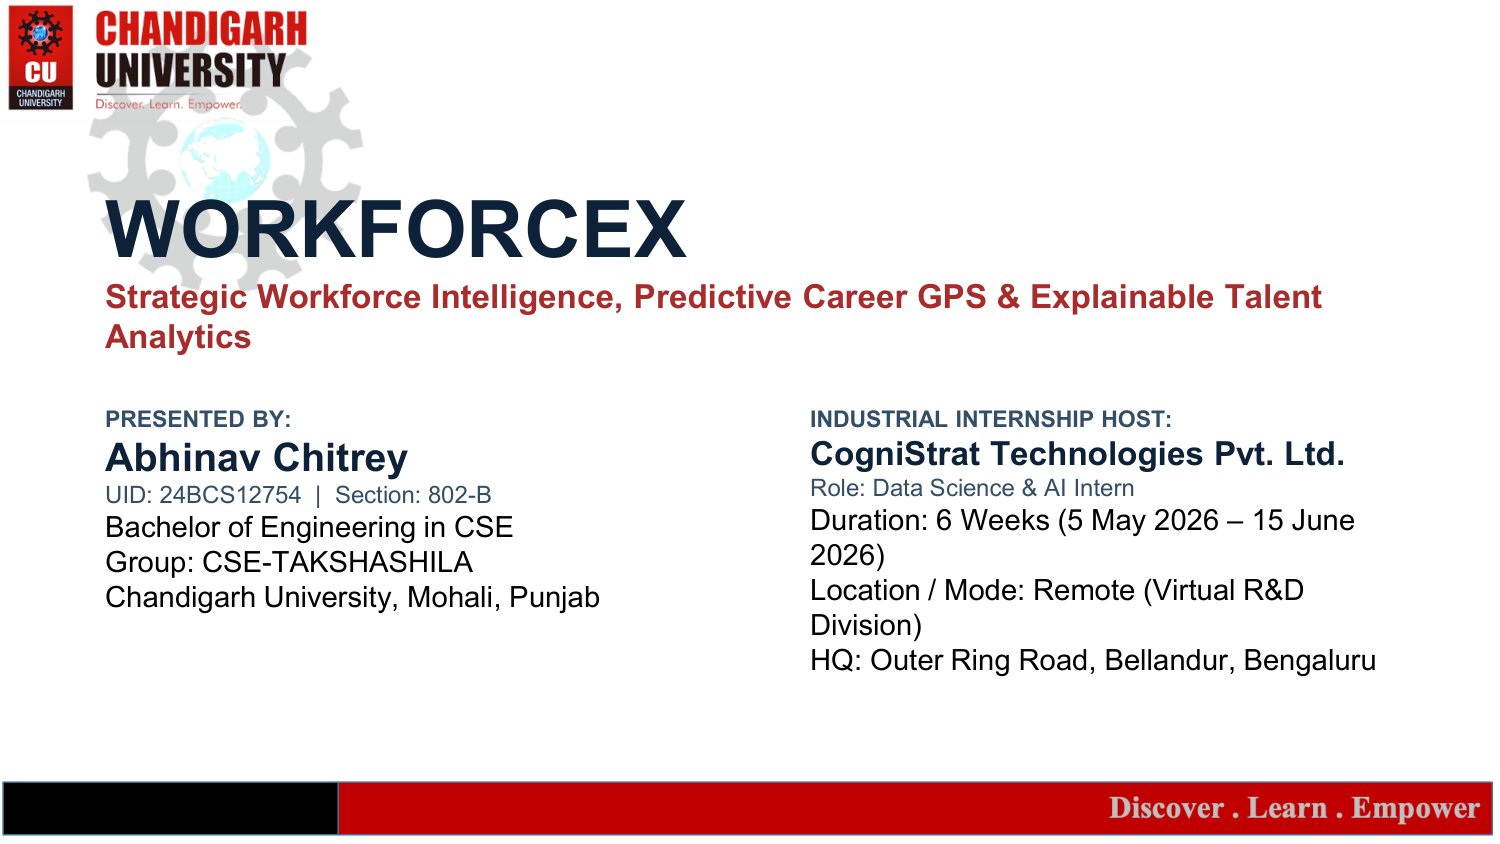 CU
CHANDIGARH
UNIVERSITY
CHANDIGARH
UNIVERSITY
Discover. Learn. Empower.
WORKFORCEX
Strategic Workforce Intelligence, Predictive Career GPS & Explainable Talent
Analytics
PRESENTED BY:
Abhinav Chitrey
UID: 24BCS12754 | Section: 802-B
Bachelor of Engineering in CSE
Group: CSE-TAKSHASHILA
Chandigarh University, Mohali, Punjab
INDUSTRIAL INTERNSHIP HOST:
CogniStrat Technologies Pvt. Ltd.
Role: Data Science & AI Intern
Duration: 6 Weeks (5 May 2026 – 15 June
2026)
Location / Mode: Remote (Virtual R&D
Division)
HQ: Outer Ring Road, Bellandur, Bengaluru
Discover . Learn . Empower